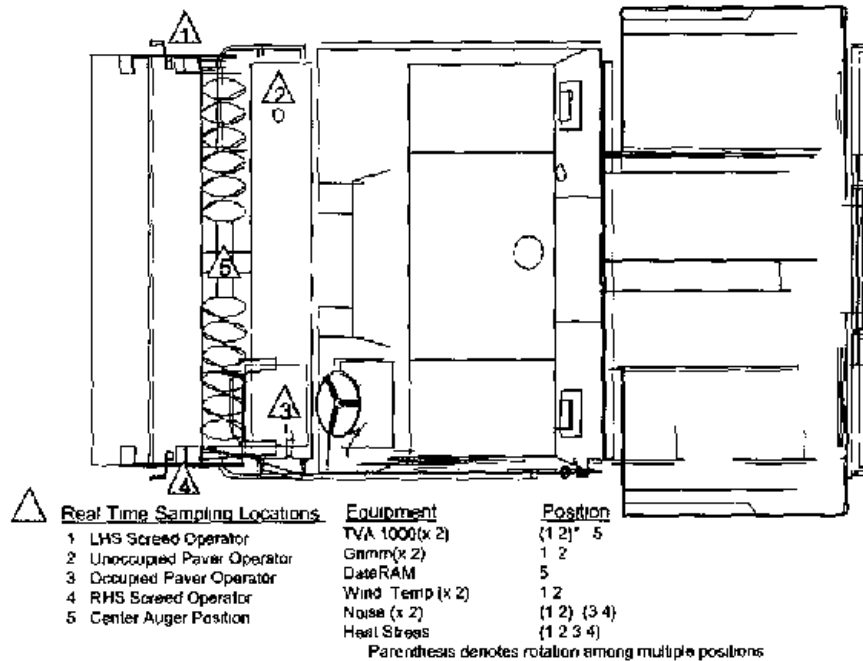 1
2
5
3
4
Real Time Sampling Locations
1 LHS Screed Operator
2 Unoccupied Paver Operator
3 Occupied Paver Operator
4 RHS Screed Operator
5 Center Auger Position
Equipment Position
TVA 1000(x 2) (1 2)* 5
Grimm(x 2) 1 2
DataRAM 5
Wind Temp (x 2) 1 2
Noise (x 2) (1 2) (3 4)
Heat Stress (1 2 3 4)
Parenthesis denotes rotation among multiple positions